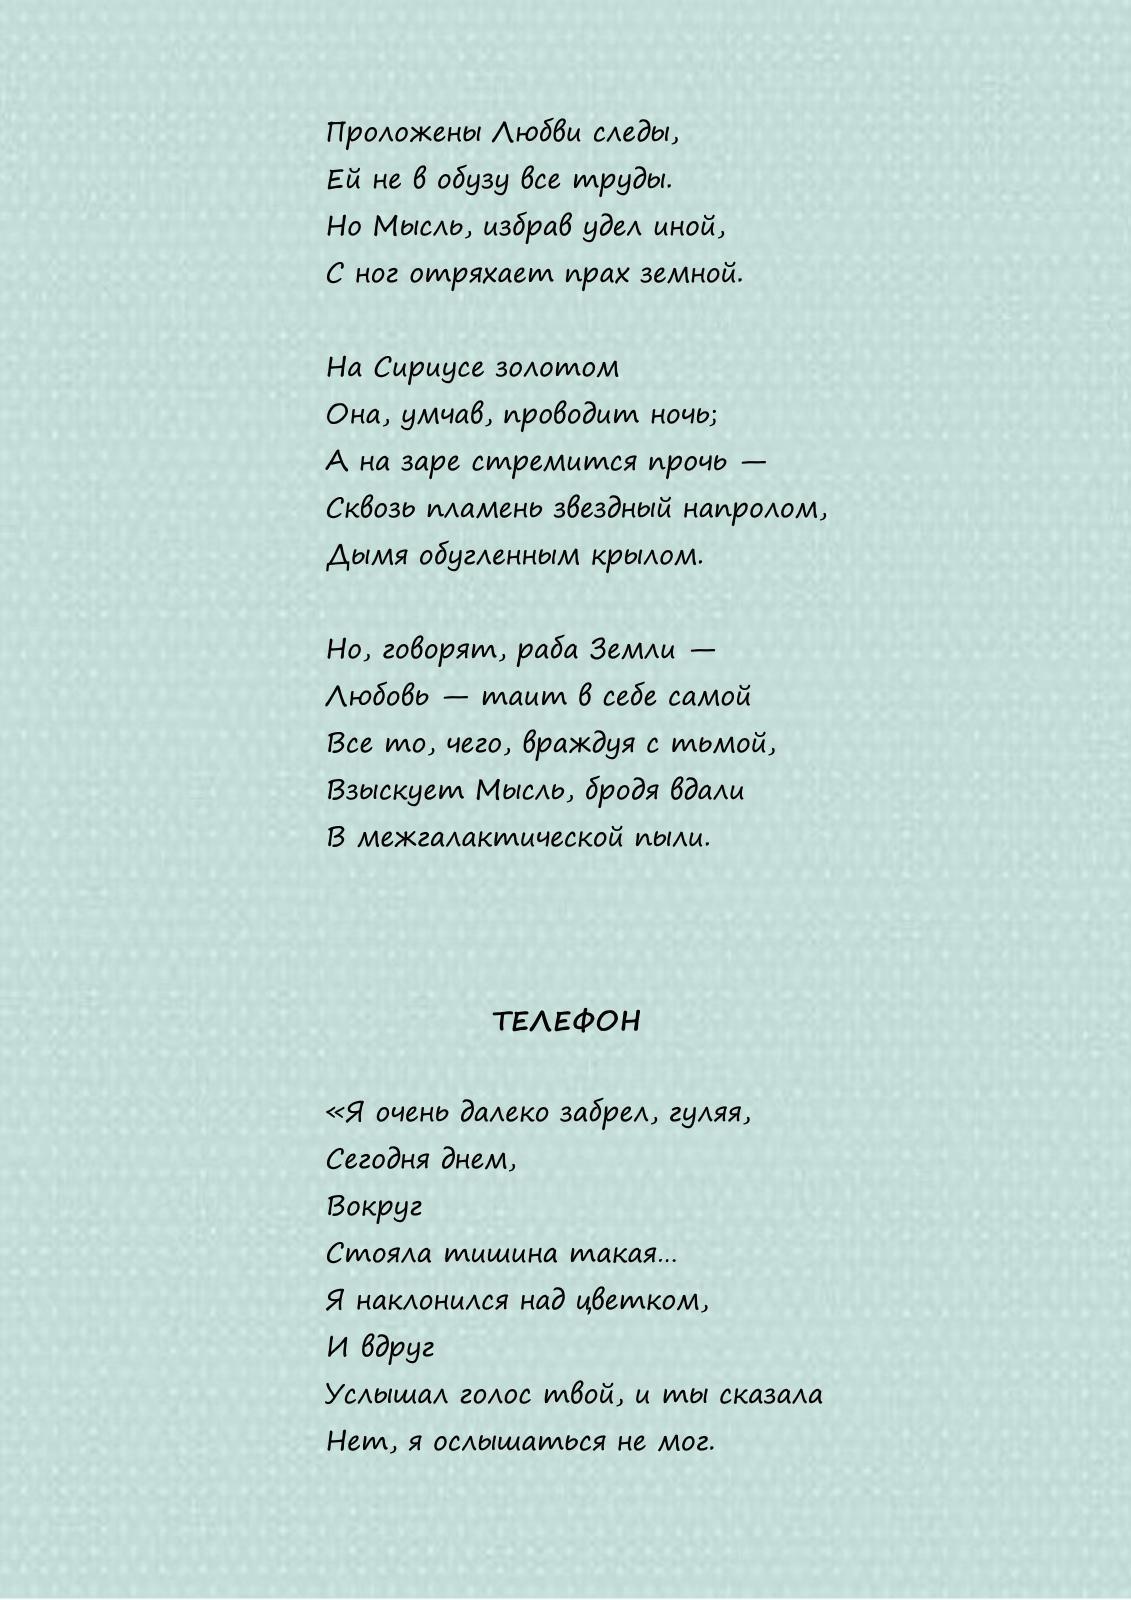 Проложены Любви следы,
Ей не в обузу все труды.
Но Мысль, избрав удел иной,
С ног отряхает прах земной.
На Сириусе золотом
Она, умчав, проводит ночь;
А на заре стремится прочь —
Сквозь пламень звездный напролом,
Дымя обугленным крылом.
Но, говорят, раба Земли —
Любовь — таит в себе самой
Все то, чего, враждуя с тьмой,
Взыскует Мысль, бродя вдали
В межгалактической пыли.
ТЕЛЕФОН
«Я очень далеко забрел, гуляя,
Сегодня днем,
Вокруг
Стояла тишина такая...
Я наклонился над цветком,
И вдруг
Услышал голос твой, и ты сказала
Нет, я ослышаться не мог.